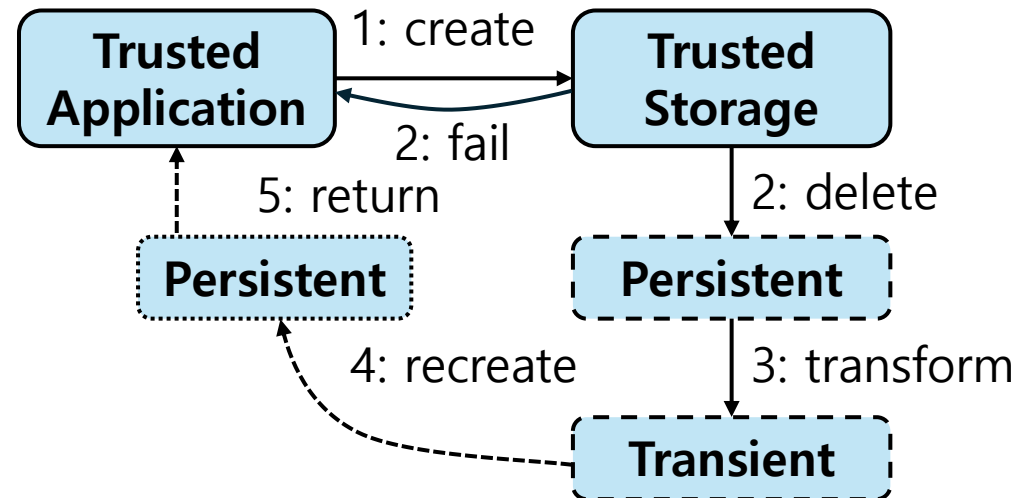 Trusted
Application
1: create
Trusted
Storage
2: fail
5: return
2: delete
Persistent
Persistent
4: recreate
3: transform
Transient